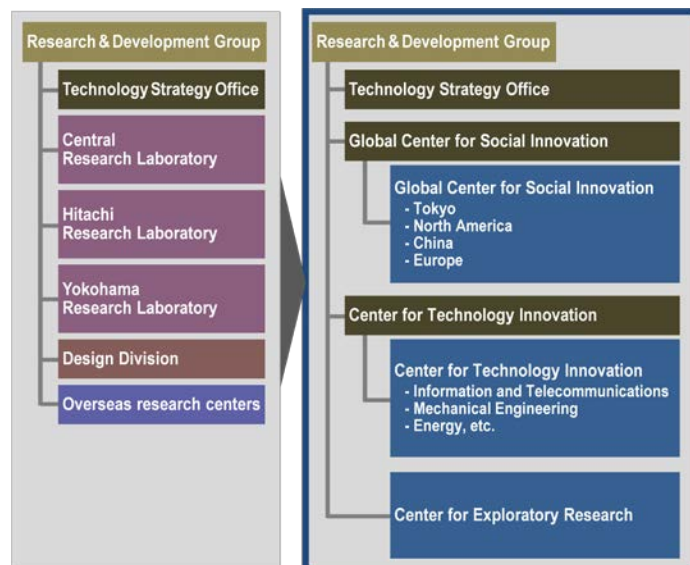 Research & Development Group
Technology Strategy Office
Central
Research Laboratory
Hitachi
Research Laboratory
Yokohama
Research Laboratory
Design Division
Overseas research centers
Research & Development Group
Technology Strategy Office
Global Center for Social Innovation
Global Center for Social Innovation
- Tokyo
- North America
- China
- Europe
Center for Technology Innovation
Center for Technology Innovation
- Information and Telecommunications
- Mechanical Engineering
- Energy, etc.
Center for Exploratory Research